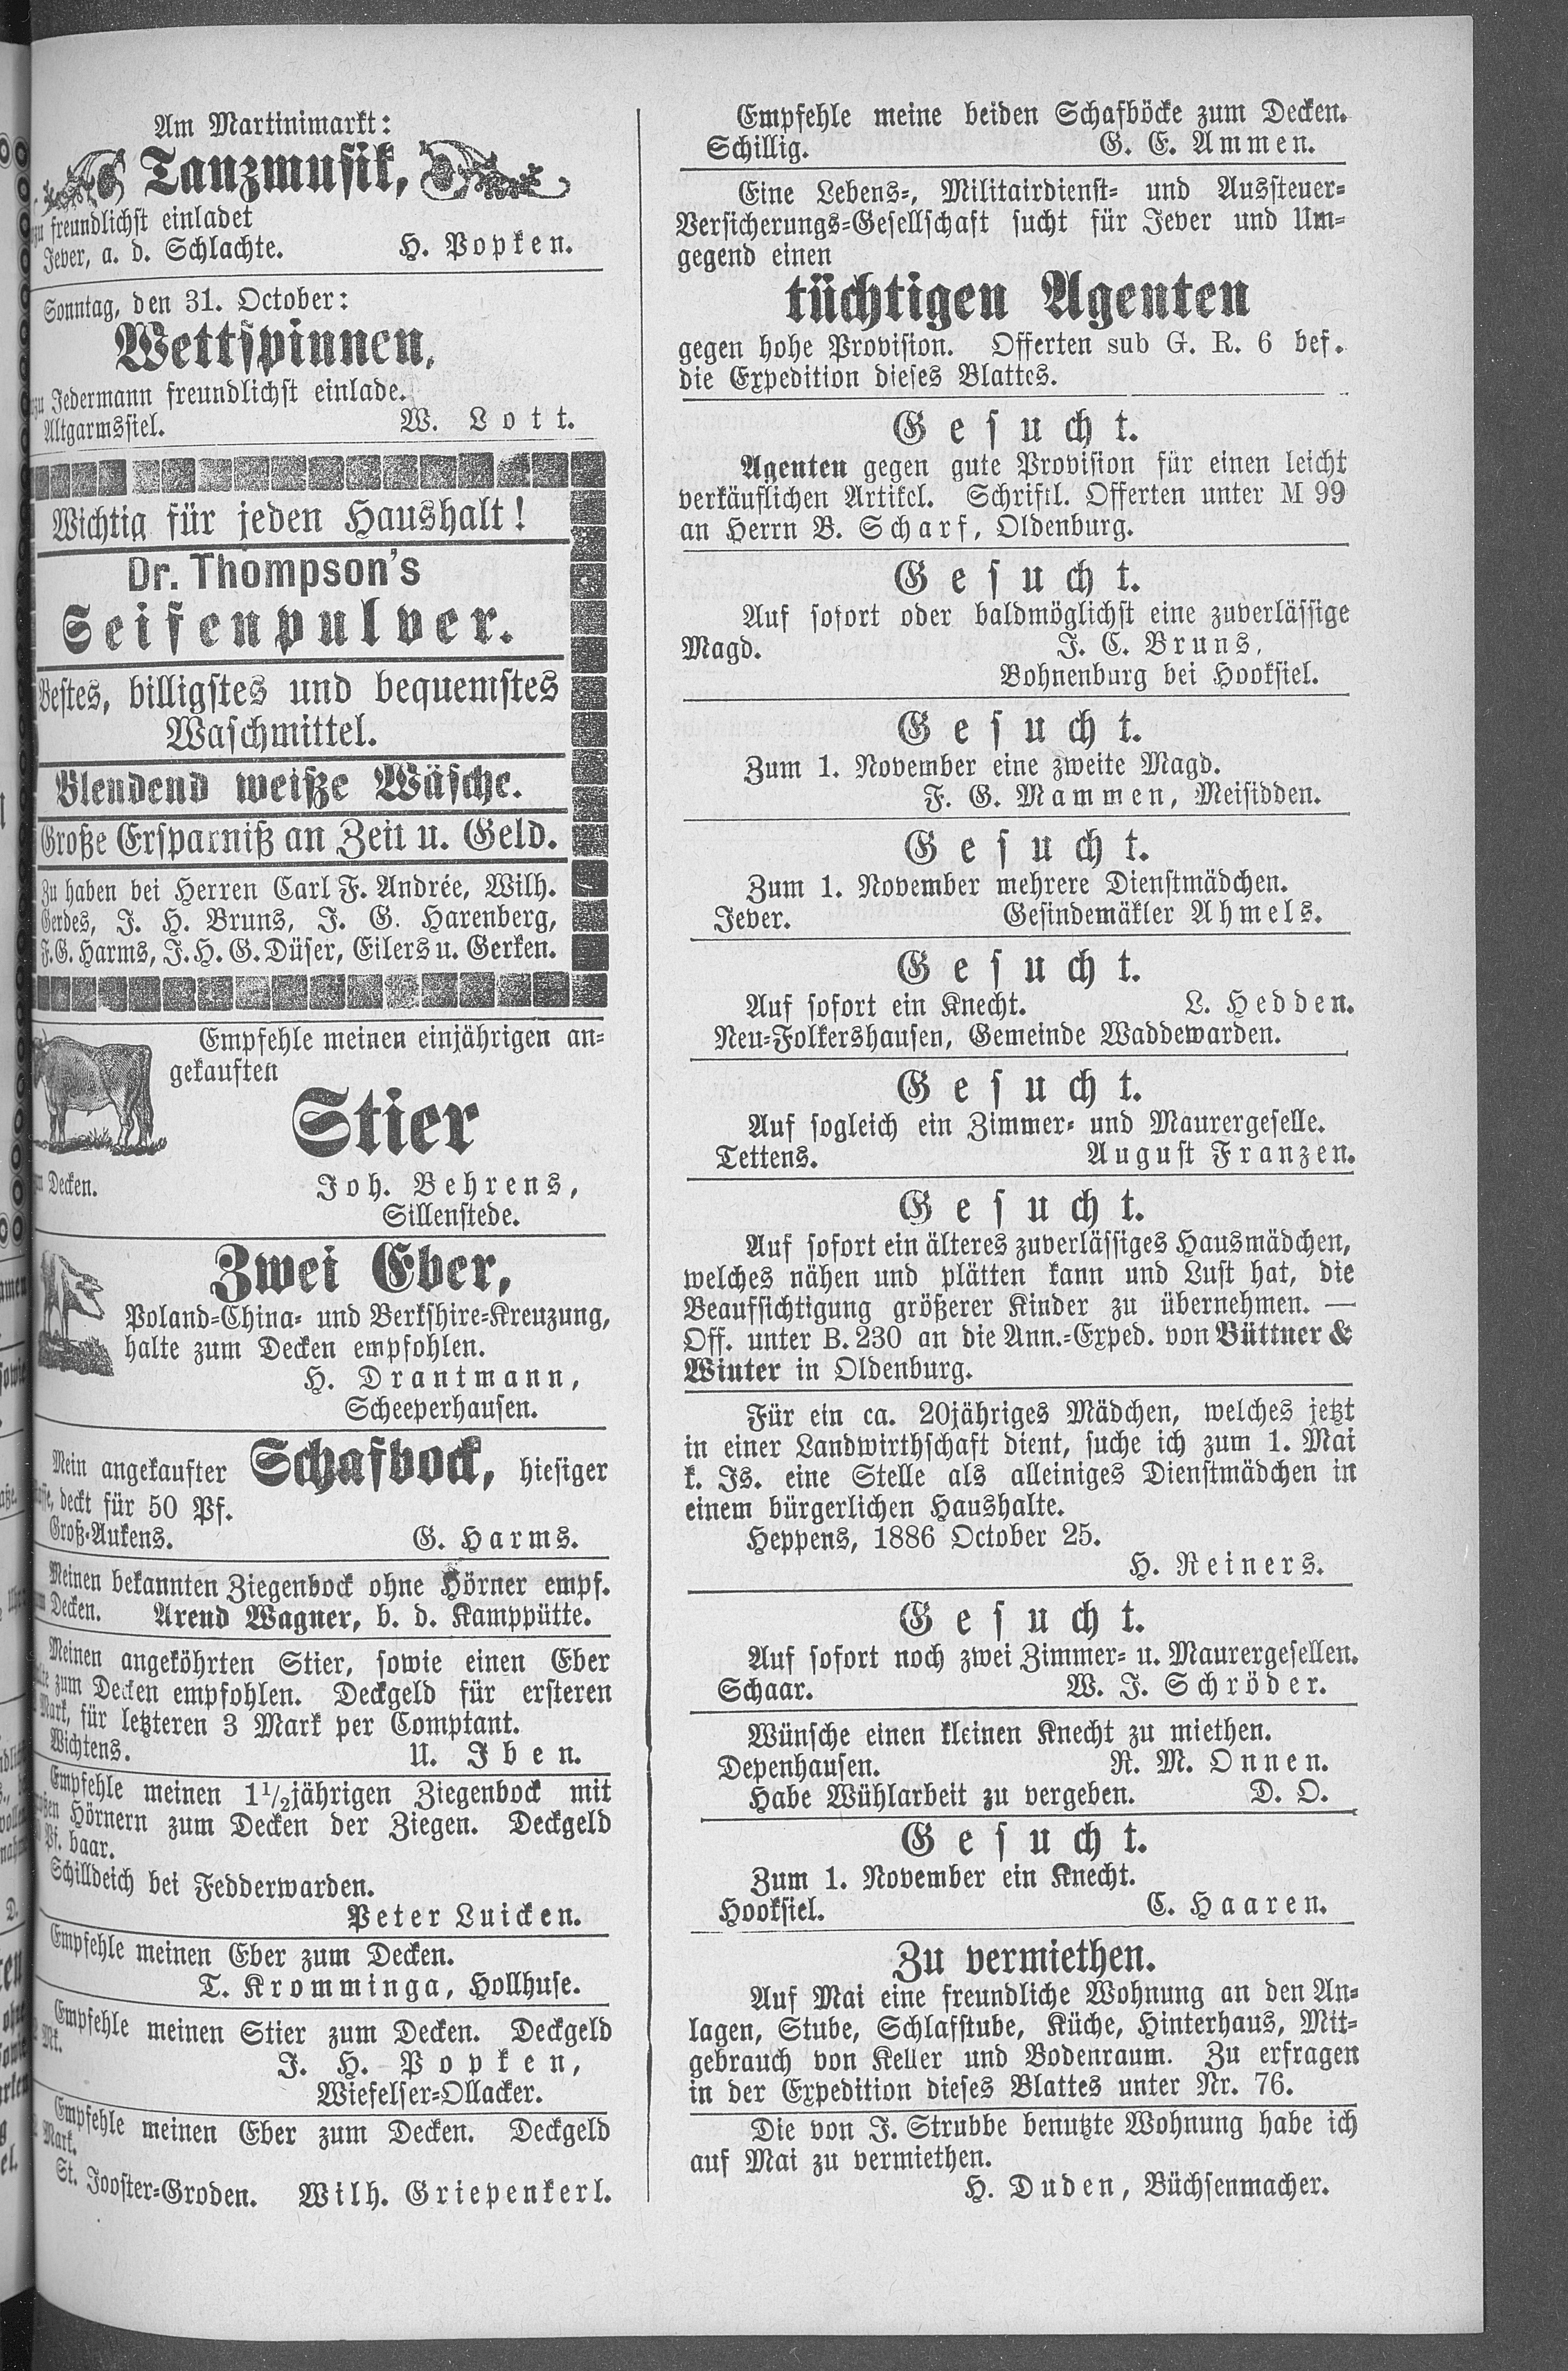 Am Martinimarkt:
Tanzmusik,
freundlichst einladet
Jever, a. d. Schlachte. H. Popken.
Sonntag, den 31. October:
Wettspinnen,
Jedermann freundlichst einlade.
Altgarmssiel. W. Lott.
Wichtig für jeden Haushalt!
Dr. Thompson's
Seifenpulver.
Bestes, billigstes und bequemstes
Waschmittel.
Blendend weiße Wäsche.
Große Ersparniß an Zeit u. Geld.
Zu haben bei Herren Carl F. Andrée, Wilh.
Gerdes, J. H. Bruns, J. G. Harenberg,
F. G. Harms, J. H. G. Düser, Eilers u. Gerken.
Empfehle meinen einjährigen an-
gekauften
Stier
Decken. Joh. Behrens,
Sillenstede.
Zwei Eber,
Poland-China- und Berkshire-Kreuzung,
halte zum Decken empfohlen.
H. Drantmann,
Scheeperhausen.
Mein angekaufter Schafbock, hiesiger
deckt für 50 Pf.
Groß-Aukens. G. Harms.
Meinen bekannten Ziegenbock ohne Hörner empf.
Decken. Arend Wagner, b. d. Kamppütte.
Meinen angeköhrten Stier, sowie einen Eber
zum Decken empfohlen. Deckgeld für ersteren
Mark, für letzteren 3 Mark per Comptant.
Wichtens. U. Iben.
Empfehle meinen 1½jährigen Ziegenbock mit
Hörnern zum Decken der Ziegen. Deckgeld
Pf. baar.
Schilldeich bei Fedderwarden.
Peter Luicken.
Empfehle meinen Eber zum Decken.
T. Kromminga, Hollhuse.
Empfehle meinen Stier zum Decken. Deckgeld
Mk. J. H. Popken,
Wiefelser-Ollacker.
Empfehle meinen Eber zum Decken. Deckgeld
Mark.
St. Jooster-Groden. Wilh. Griepenkerl.
Empfehle meine beiden Schafböcke zum Decken.
Schillig. G. E. Ammen.
Eine Lebens-, Militairdienst- und Aussteuer-
Versicherungs-Gesellschaft sucht für Jever und Um-
gegend einen
tüchtigen Agenten
gegen hohe Provision. Offerten sub G. R. 6 bef.
die Expedition dieses Blattes.
Gesucht.
Agenten gegen gute Provision für einen leicht
verkäuflichen Artikel. Schriftl. Offerten unter M 99
an Herrn B. Scharf, Oldenburg.
Gesucht.
Auf sofort oder baldmöglichst eine zuverlässige
Magd. J. C. Bruns,
Bohnenburg bei Hooksiel.
Gesucht.
Zum 1. November eine zweite Magd.
F. G. Mammen, Meisidden.
Gesucht.
Zum 1. November mehrere Dienstmädchen.
Jever. Gesindemäkler Ahmels.
Gesucht.
Auf sofort ein Knecht. L. Hedden.
Neu-Folkershausen, Gemeinde Waddewarden.
Gesucht.
Auf sogleich ein Zimmer- und Maurergeselle.
Tettens. August Franzen.
Gesucht.
Auf sofort ein älteres zuverlässiges Hausmädchen,
welches nähen und plätten kann und Lust hat, die
Beaufsichtigung größerer Kinder zu übernehmen. —
Off. unter B. 230 an die Ann.-Exped. von Büttner &
Winter in Oldenburg.
Für ein ca. 20jähriges Mädchen, welches jetzt
in einer Landwirthschaft dient, suche ich zum 1. Mai
k. Js. eine Stelle als alleiniges Dienstmädchen in
einem bürgerlichen Haushalte.
Heppens, 1886 October 25.
H. Reiners.
Gesucht.
Auf sofort noch zwei Zimmer- u. Maurergesellen.
Schaar. W. J. Schröder.
Wünsche einen kleinen Knecht zu miethen.
Depenhausen. R. M. Onnen.
Habe Wühlarbeit zu vergeben. D. O.
Gesucht.
Zum 1. November ein Knecht.
Hooksiel. C. Haaren.
Zu vermiethen.
Auf Mai eine freundliche Wohnung an den An-
lagen, Stube, Schlafstube, Küche, Hinterhaus, Mit-
gebrauch von Keller und Bodenraum. Zu erfragen
in der Expedition dieses Blattes unter Nr. 76.
Die von J. Strubbe benutzte Wohnung habe ich
auf Mai zu vermiethen.
H. Duden, Büchsenmacher.